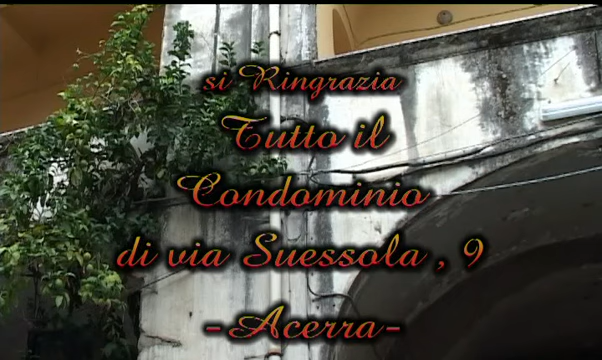 si Ringrazia
Tutto il
Condominio
di via Suessola , 9
-Acerra-